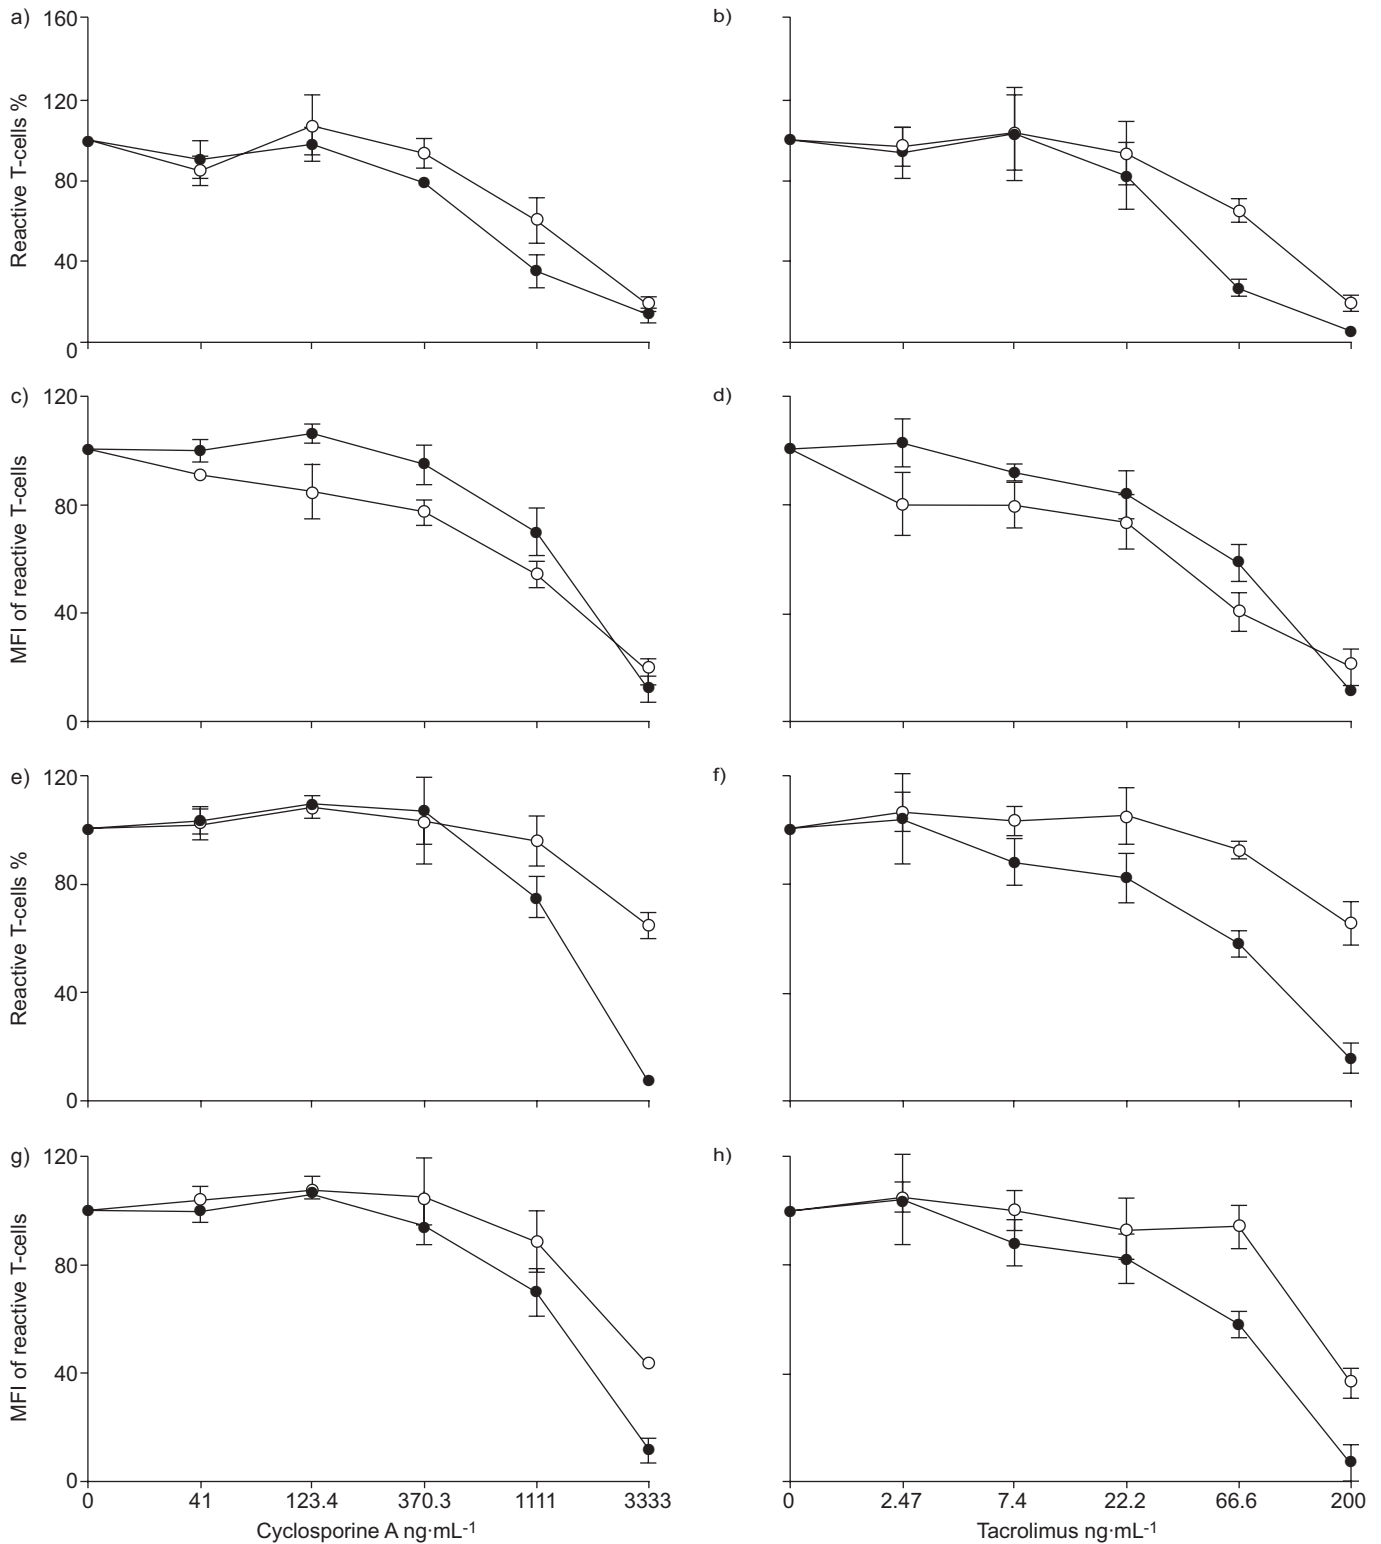 a)
b)
160
120
80
40
0
Reactive T-cells %
c)
d)
120
80
40
0
MFI of reactive T-cells
e)
f)
120
80
40
0
Reactive T-cells %
g)
h)
120
80
40
0
MFI of reactive T-cells
0 41 123.4 370.3 1111 3333
Cyclosporine A ng·mL-1
0 2.47 7.4 22.2 66.6 200
Tacrolimus ng·mL-1